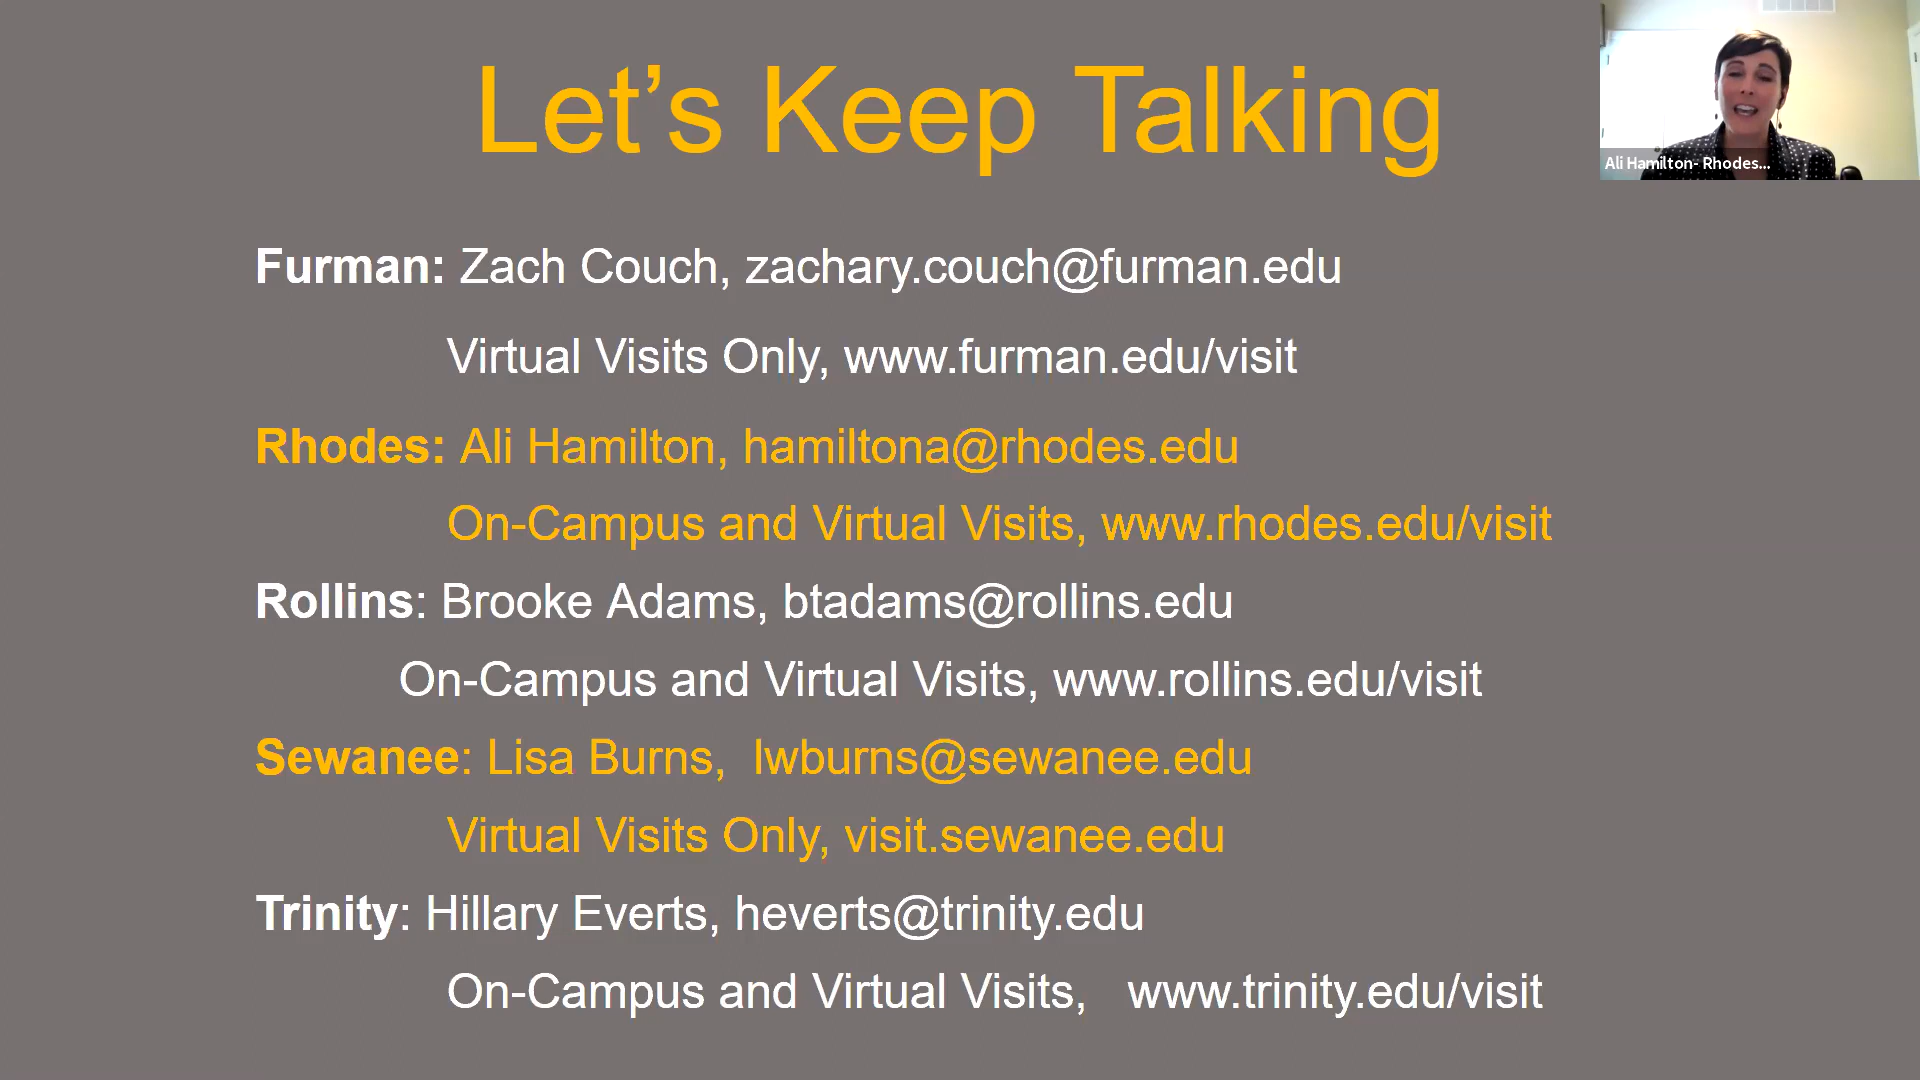 Let’s Keep Talking
Ali Hamilton- Rhodes...
Furman: Zach Couch, zachary.couch@furman.edu
Virtual Visits Only, www.furman.edu/visit
Rhodes: Ali Hamilton, hamiltona@rhodes.edu
On-Campus and Virtual Visits, www.rhodes.edu/visit
Rollins: Brooke Adams, btadams@rollins.edu
On-Campus and Virtual Visits, www.rollins.edu/visit
Sewanee: Lisa Burns,  lwburns@sewanee.edu
Virtual Visits Only, visit.sewanee.edu
Trinity: Hillary Everts, heverts@trinity.edu
On-Campus and Virtual Visits,   www.trinity.edu/visit